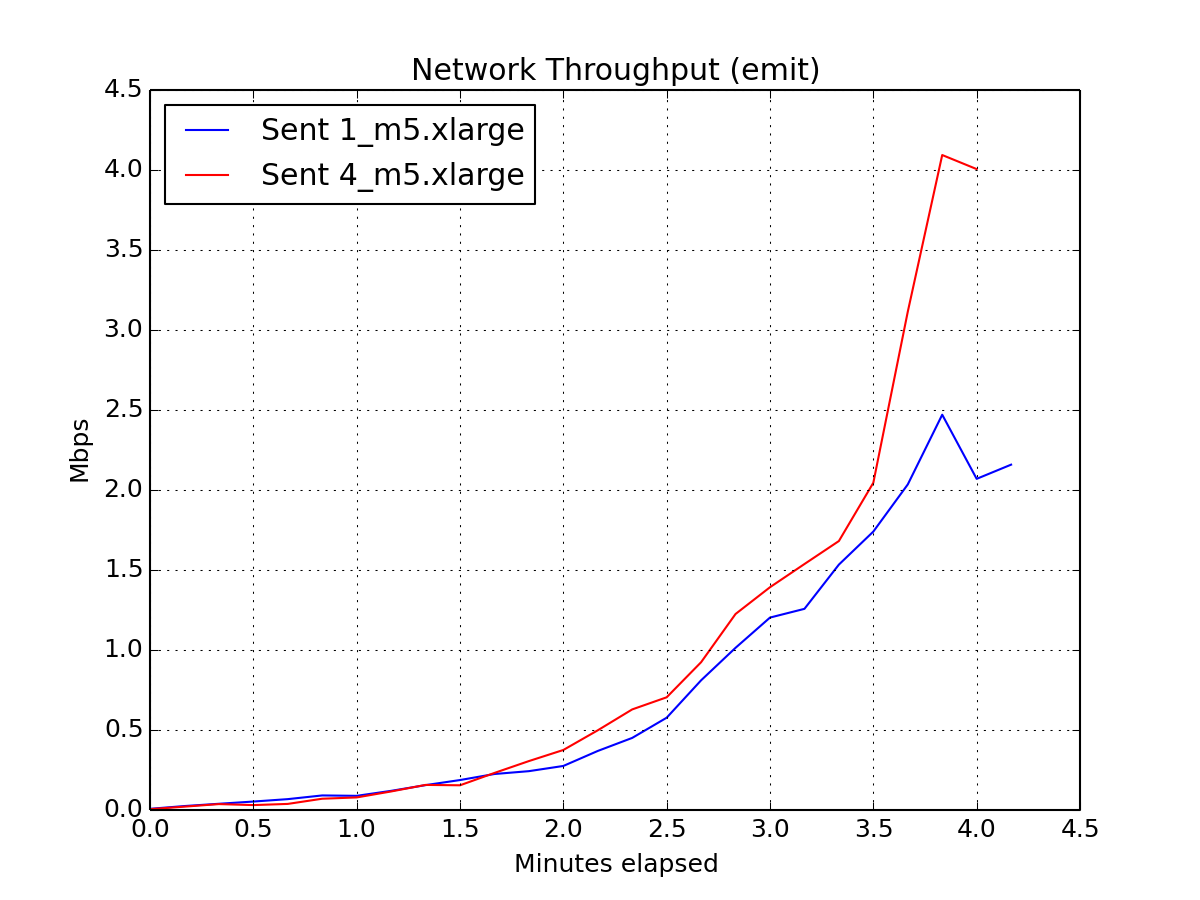 Network Throughput (emit)
4.5
Sent 1_m5.xlarge
Sent 4_m5.xlarge
4.0
3.5
3.0
2.5
Mbps
2.0
1.5
1.0
0.5
0.0
0.0 0.5 1.0 1.5 2.0 2.5 3.0 3.5 4.0 4.5
Minutes elapsed